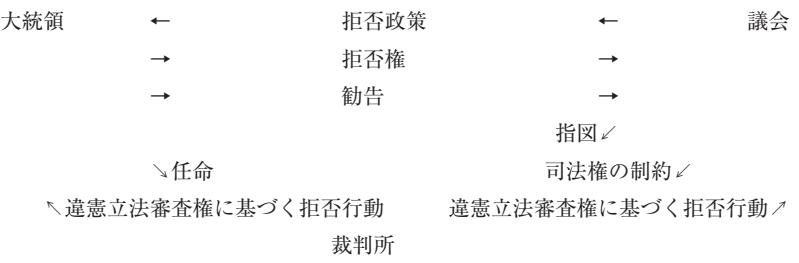 大統領 ← 拒否政策 ← 議会
→ 拒否権 →
→ 勧告 →
指図↙
↘任命 司法権の制約↙
↖違憲立法審査権に基づく拒否行動 違憲立法審査権に基づく拒否行動↗
裁判所